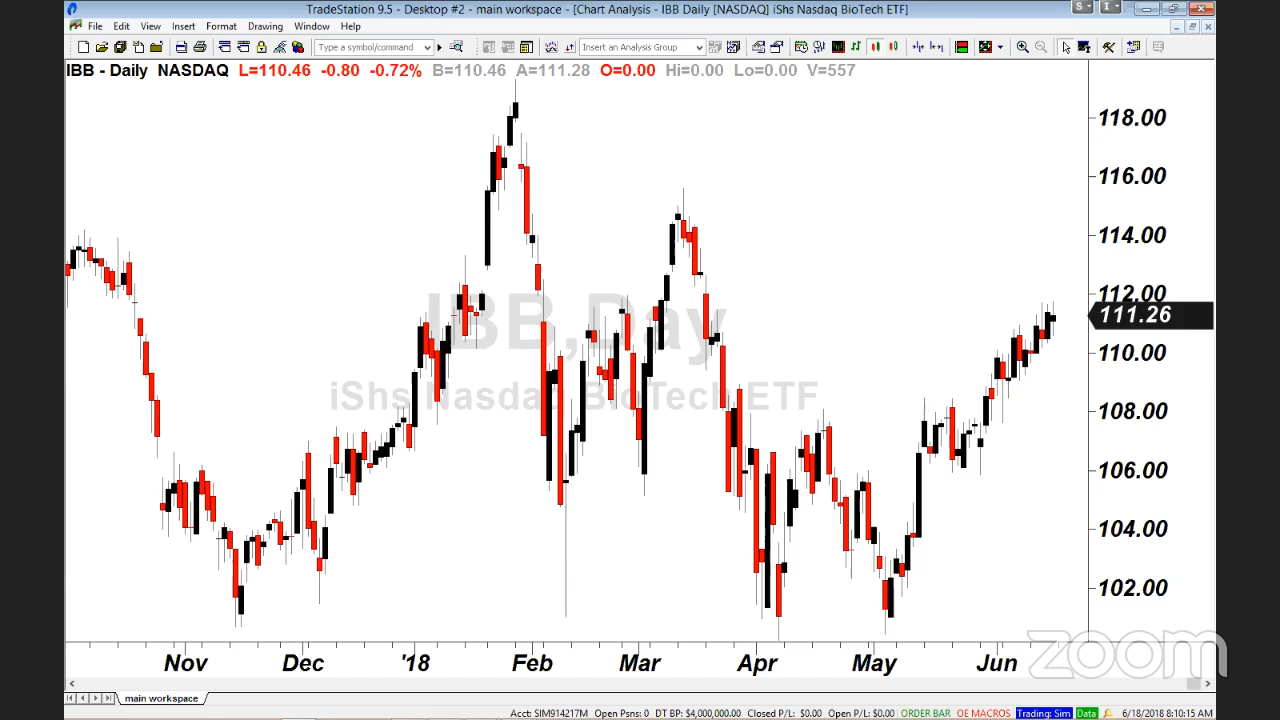 TradeStation 9.5 - Desktop #2 - main workspace - [Chart Analysis - IBB Daily [NASDAQ] iShs Nasdaq BioTech ETF]
File Edit View Insert Format Drawing Window Help
Type a symbol/command Insert an Analysis Group
IBB - Daily NASDAQ L=110.46 -0.80 -0.72% B=110.46 A=111.28 O=0.00 Hi=0.00 Lo=0.00 V=557
118.00
116.00
114.00
112.00
111.26
110.00
108.00
106.00
104.00
102.00
IBB,Day
iShs Nasdaq BioTech ETF
Nov Dec '18 Feb Mar Apr May Jun
zoom
main workspace
Acct: SIM914217M Open Psns: 0 DT BP: $4,000,000.00 Closed P/L: $0.00 Open P/L: $0.00 ORDER BAR OE MACROS Trading: Sim Data 6/18/2018 8:10:15 AM